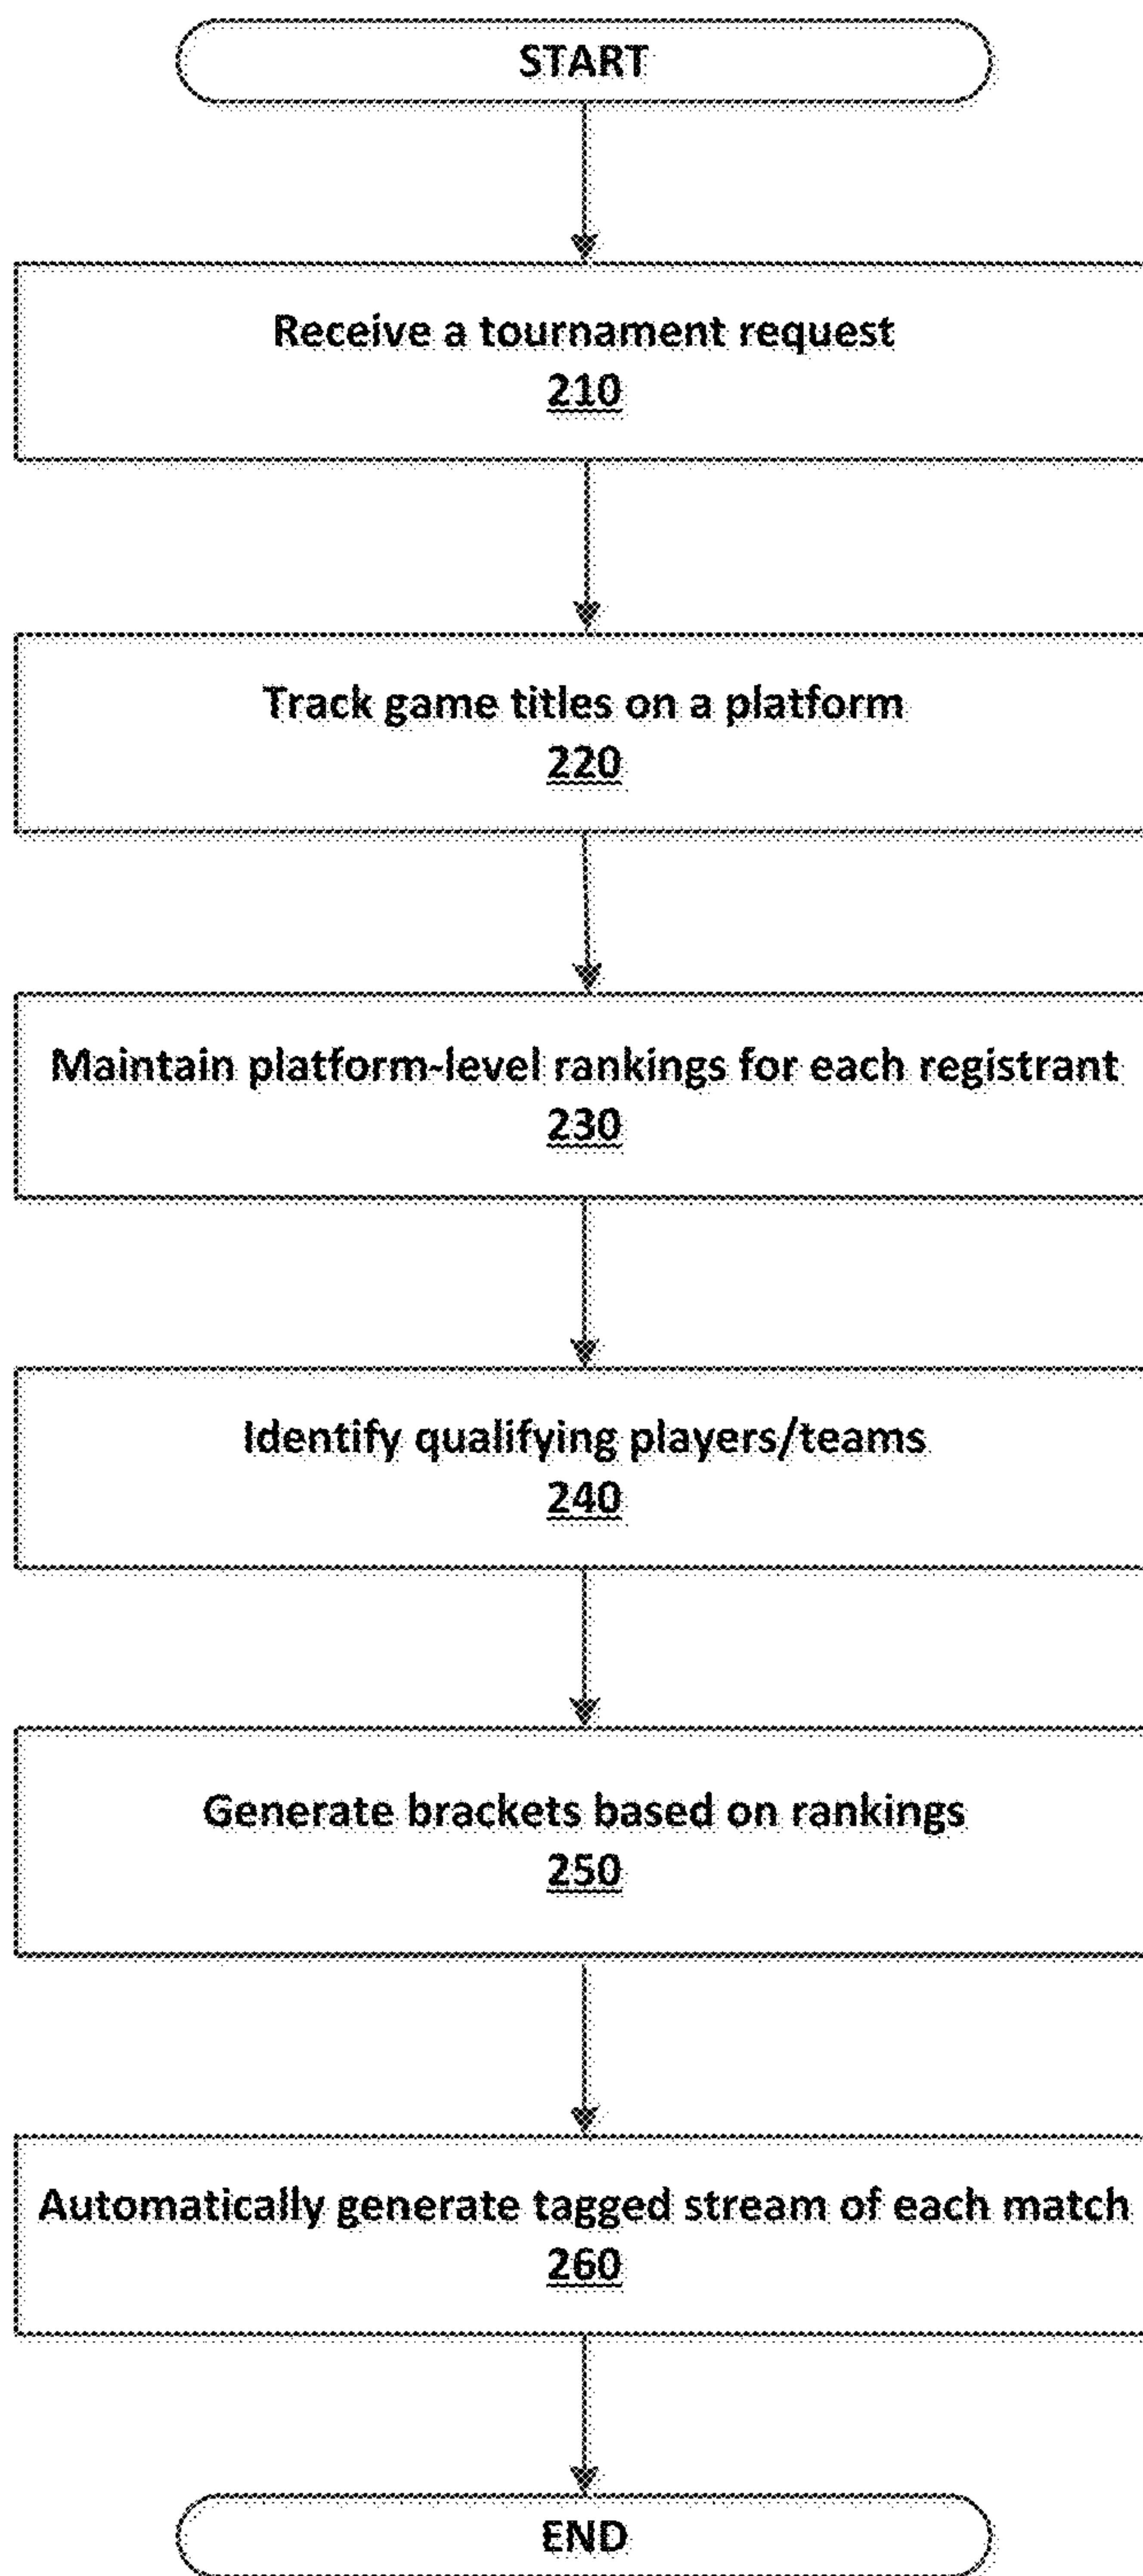 START
Receive a tournament request
210
Track game titles on a platform
220
Maintain platform-level rankings for each registrant
230
Identify qualifying players/teams
240
Generate brackets based on rankings
250
Automatically generate tagged stream of each match
260
END